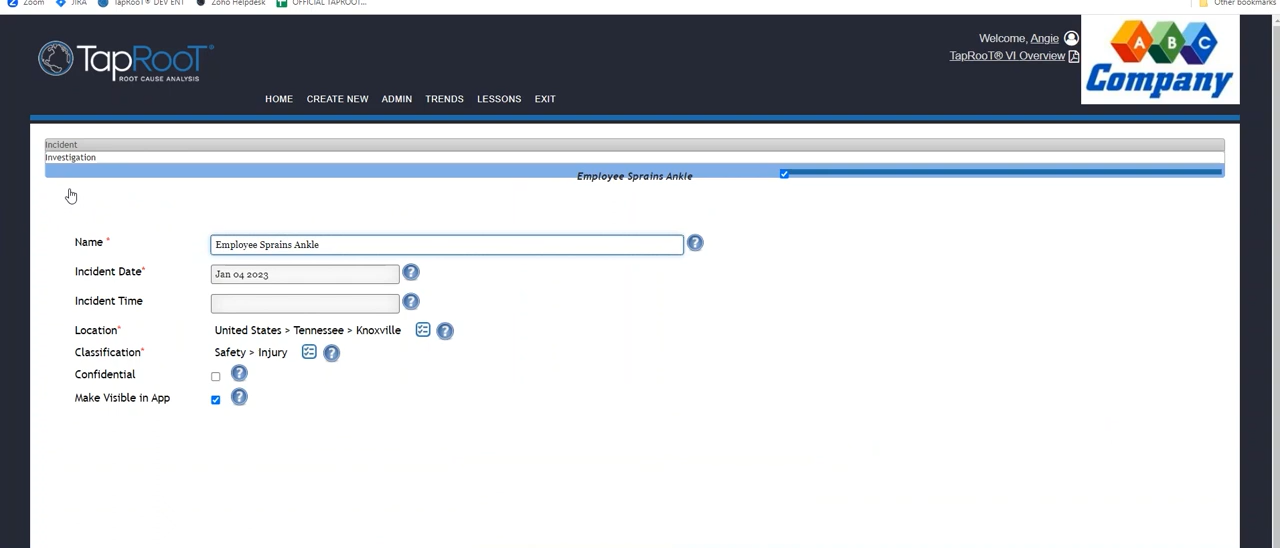 Zoom JIRA TapRooT® DEV ENT Zoho Helpdesk OFFICIAL TAPROOT... Other bookmarks
TapRooT®
ROOT CAUSE ANALYSIS
Welcome, Angie
TapRooT® VI Overview
A B C
Company
HOME CREATE NEW ADMIN TRENDS LESSONS EXIT
Incident
Investigation
Employee Sprains Ankle
Name * Employee Sprains Ankle ?
Incident Date* Jan 04 2023 ?
Incident Time ?
Location* United States > Tennessee > Knoxville ?
Classification* Safety > Injury ?
Confidential ?
Make Visible in App ?